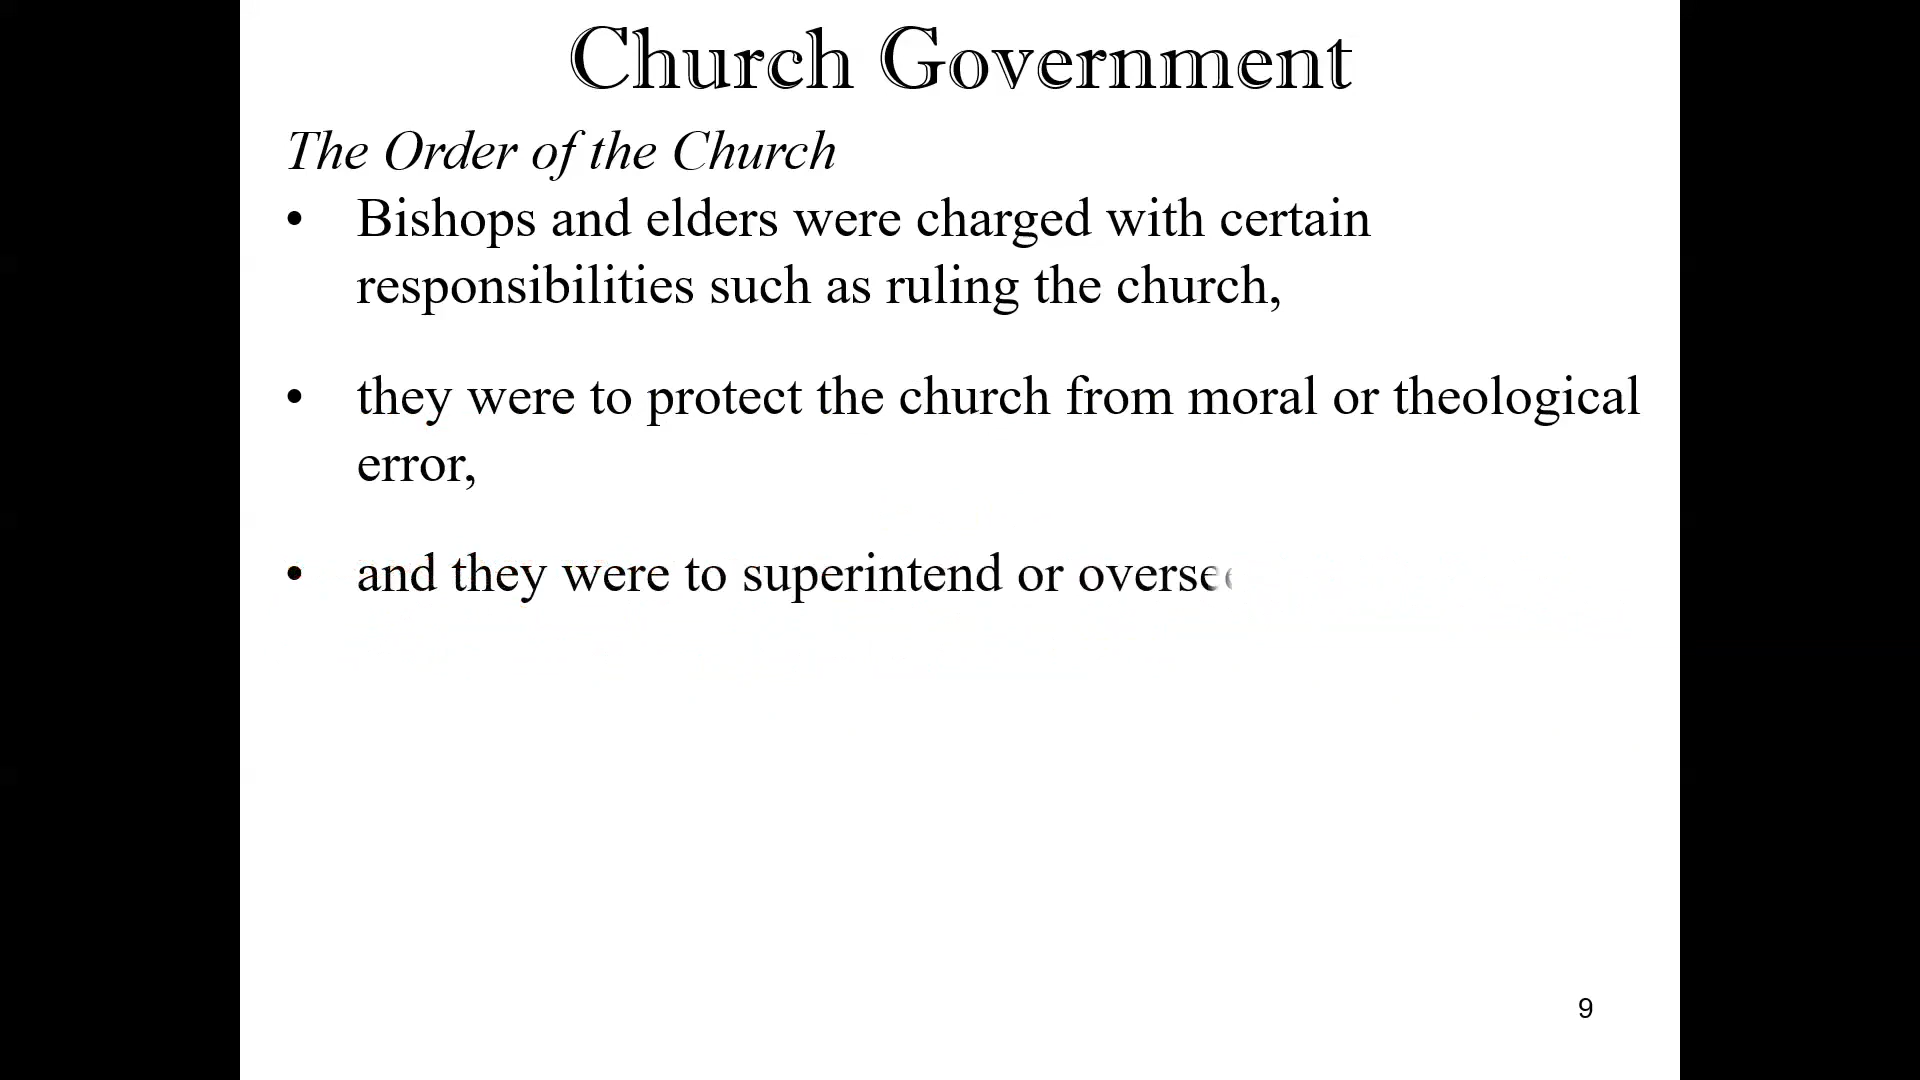 Church Government
The Order of the Church
• Bishops and elders were charged with certain
responsibilities such as ruling the church,
• they were to protect the church from moral or theological
error,
• and they were to superintend or oversee
9